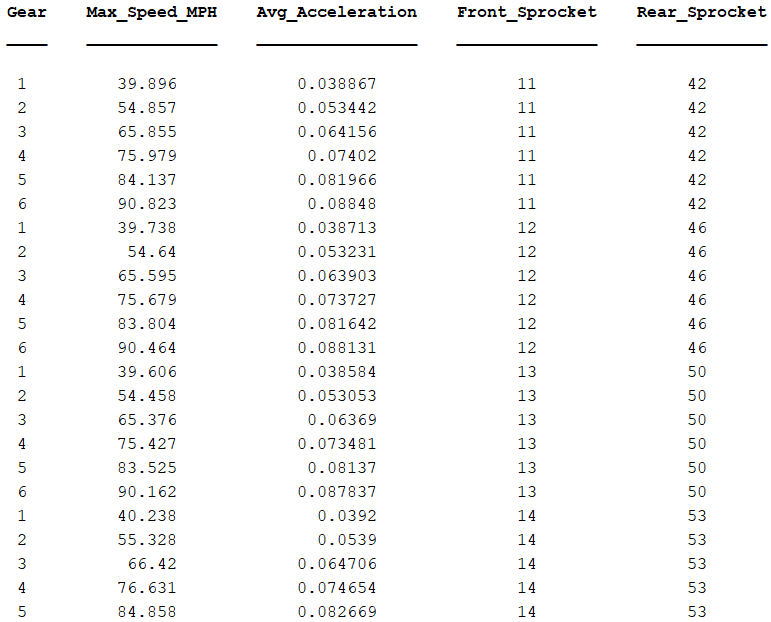 Gear Max_Speed_MPH Avg_Acceleration Front_Sprocket Rear_Sprocket
1 39.896 0.038867 11 42
2 54.857 0.053442 11 42
3 65.855 0.064156 11 42
4 75.979 0.07402 11 42
5 84.137 0.081966 11 42
6 90.823 0.08848 11 42
1 39.738 0.038713 12 46
2 54.64 0.053231 12 46
3 65.595 0.063903 12 46
4 75.679 0.073727 12 46
5 83.804 0.081642 12 46
6 90.464 0.088131 12 46
1 39.606 0.038584 13 50
2 54.458 0.053053 13 50
3 65.376 0.06369 13 50
4 75.427 0.073481 13 50
5 83.525 0.08137 13 50
6 90.162 0.087837 13 50
1 40.238 0.0392 14 53
2 55.328 0.0539 14 53
3 66.42 0.064706 14 53
4 76.631 0.074654 14 53
5 84.858 0.082669 14 53